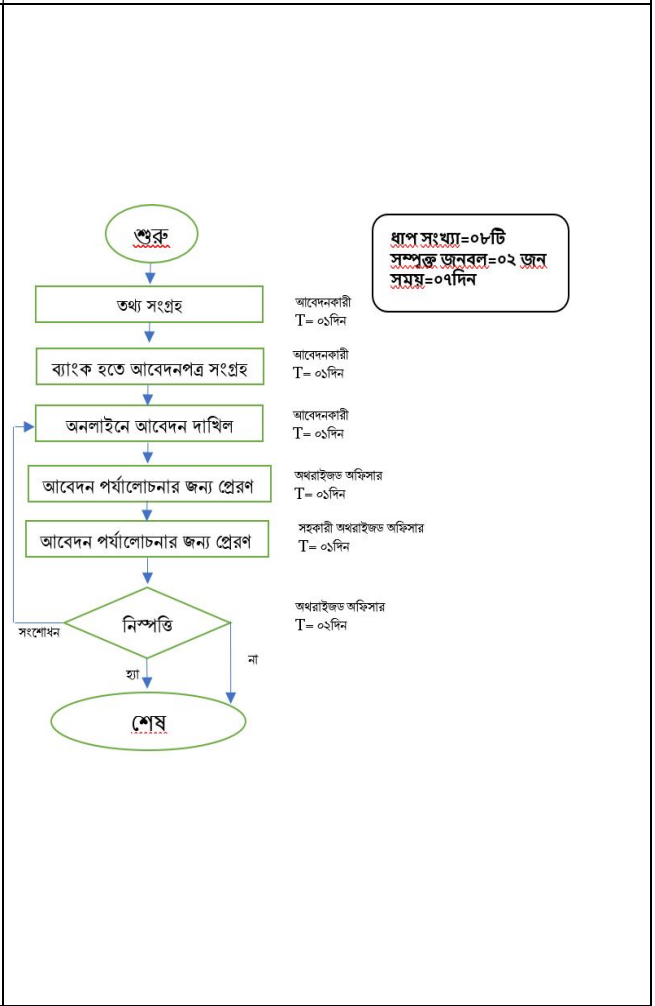 শুরু
ধাপ সংখ্যা=০৮টি
সম্পৃক্ত জনবল=০২ জন
সময়=০৭দিন
তথ্য সংগ্রহ
আবেদনকারী
T= ০১দিন
ব্যাংক হতে আবেদনপত্র সংগ্রহ
আবেদনকারী
T= ০১দিন
অনলাইনে আবেদন দাখিল
আবেদনকারী
T= ০১দিন
আবেদন পর্যালোচনার জন্য প্রেরণ
অথরাইজড অফিসার
T= ০১দিন
আবেদন পর্যালোচনার জন্য প্রেরণ
সহকারী অথরাইজড অফিসার
T= ০১দিন
নিস্পত্তি
অথরাইজড অফিসার
T= ০২দিন
সংশোধন
না
হ্যা
শেষ